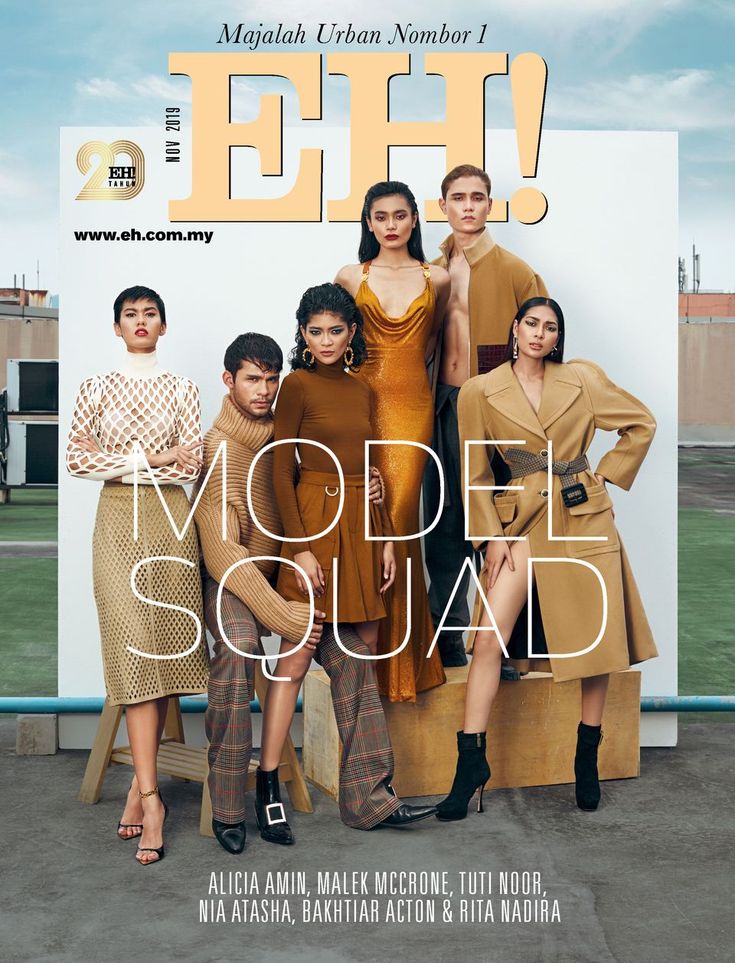 Majalah Urban Nombor 1
EH!
NOV 2019
20
EH!
TAHUN
www.eh.com.my
MODEL
SQUAD
ALICIA AMIN, MALEK MCCRONE, TUTI NOOR,
NIA ATASHA, BAKHTIAR ACTON & RITA NADIRA